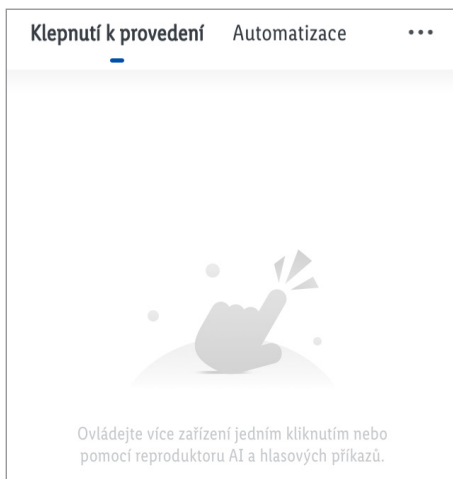 Klepnutí k provedení Automatizace ...
Ovládejte více zařízení jedním kliknutím nebo
pomocí reproduktoru AI a hlasových příkazů.